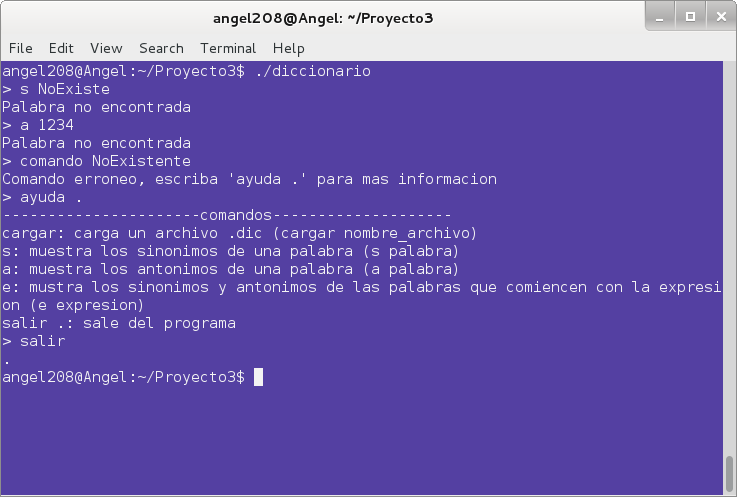 angel208@Angel: ~/Proyecto3
File Edit View Search Terminal Help
angel208@Angel:~/Proyecto3$ ./diccionario
> s NoExiste
Palabra no encontrada
> a 1234
Palabra no encontrada
> comando NoExistente
Comando erroneo, escriba 'ayuda .' para mas informacion
> ayuda .
----------------------comandos--------------------
cargar: carga un archivo .dic (cargar nombre_archivo)
s: muestra los sinonimos de una palabra (s palabra)
a: muestra los antonimos de una palabra (a palabra)
e: mustra los sinonimos y antonimos de las palabras que comiencen con la expresi
on (e expresion)
salir .: sale del programa
> salir
.
angel208@Angel:~/Proyecto3$